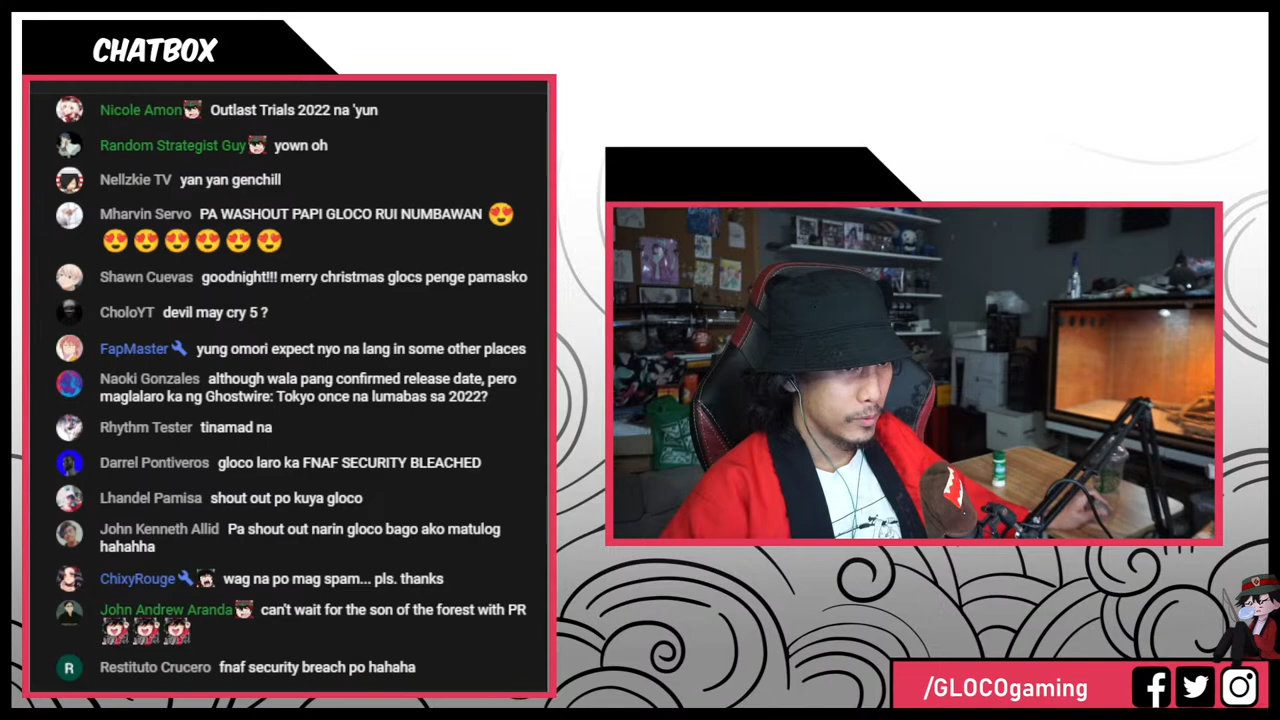 CHATBOX
Nicole Amon Outlast Trials 2022 na 'yun
Random Strategist Guy yown oh
Nellzkie TV yan yan genchill
Mharvin Servo PA WASHOUT PAPI GLOCO RUI NUMBAWAN 😍
😍😍😍😍😍😍
Shawn Cuevas goodnight!!! merry christmas glocs penge pamasko
CholoYT devil may cry 5 ?
FapMaster yung omori expect nyo na lang in some other places
Naoki Gonzales although wala pang confirmed release date, pero
maglalaro ka ng Ghostwire: Tokyo once na lumabas sa 2022?
Rhythm Tester tinamad na
Darrel Pontiveros gloco laro ka FNAF SECURITY BLEACHED
Lhandel Pamisa shout out po kuya gloco
John Kenneth Allid Pa shout out narin gloco bago ako matulog
hahahha
ChixyRouge wag na po mag spam... pls. thanks
John Andrew Aranda can't wait for the son of the forest with PR
R Restituto Crucero fnaf security breach po hahaha
/GLOCOgaming